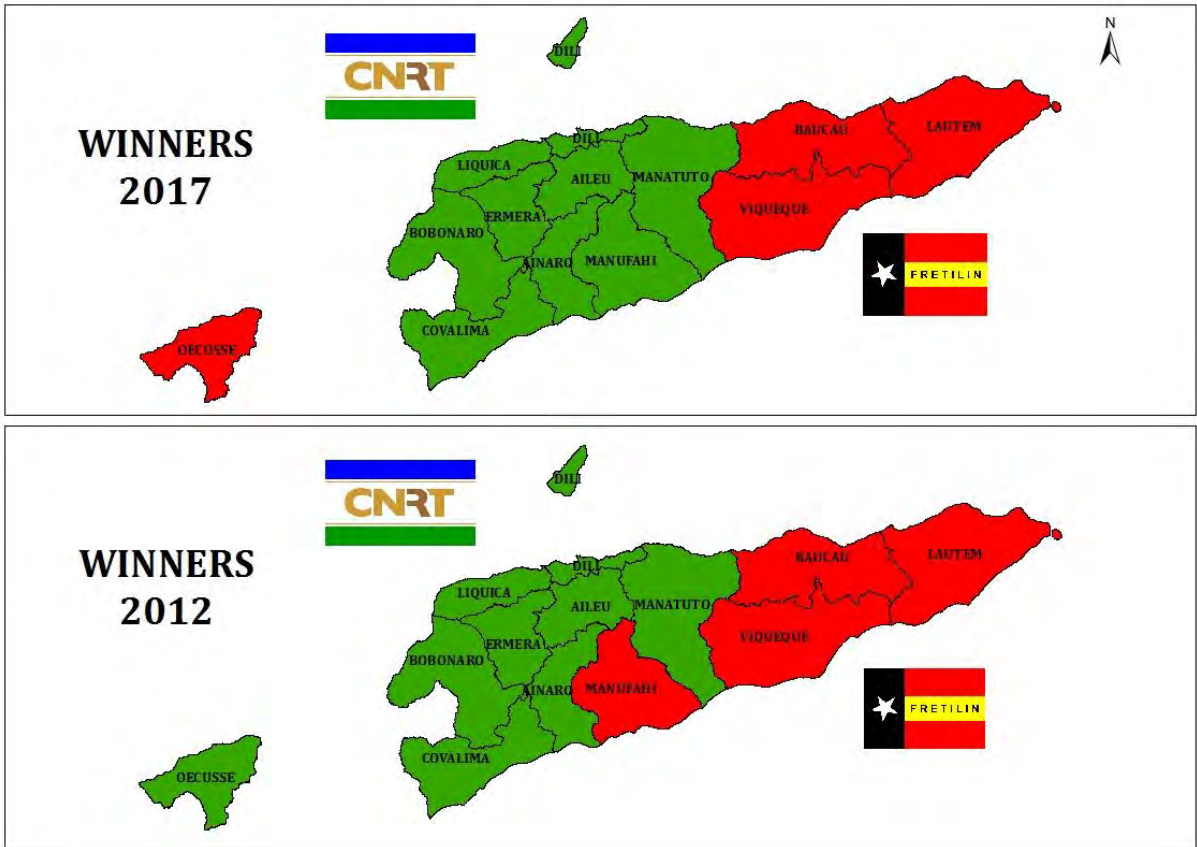 N
DILI
CNRT
WINNERS
2017
DILI
BAUCAU
LAUTEM
LIQUICA
AILEU
MANATUTO
ERMERA
VIQUEQUE
BOBONARO
AINARO
MANUFAHI
FRETILIN
COVALIMA
OECUSSE
DILI
CNRT
WINNERS
2012
DILI
BAUCAU
LAUTEM
LIQUICA
AILEU
MANATUTO
ERMERA
VIQUEQUE
BOBONARO
AINARO
MANUFAHI
FRETILIN
COVALIMA
OECUSSE